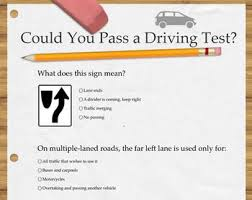 Could You Pass a Driving Test?
What does this sign mean?
Lane ends
A divider is coming, keep right
Traffic merging
No passing
On multiple-laned roads, the far left lane is used only for:
All traffic that wishes to use it
Buses and carpools
Motorcycles
Overtaking and passing another vehicle